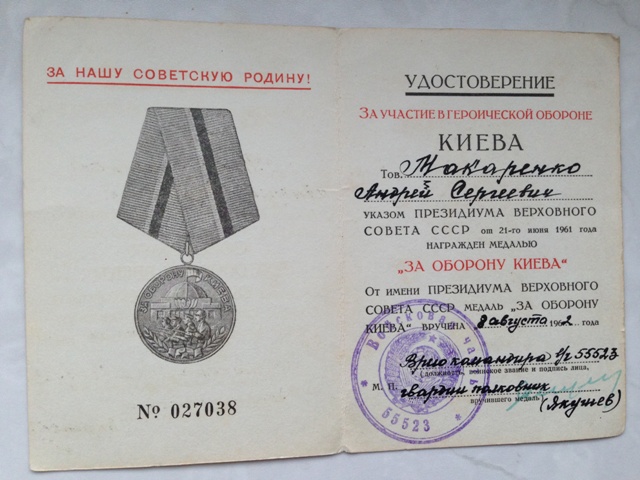 ЗА НАШУ СОВЕТСКУЮ РОДИНУ!
ЗА ОБОРОНУ КИЕВА
№ 027038
УДОСТОВЕРЕНИЕ
ЗА УЧАСТИЕ В ГЕРОИЧЕСКОЙ ОБОРОНЕ
КИЕВА
Тов. Макаренко
Андрей Сергеевич
УКАЗОМ ПРЕЗИДИУМА ВЕРХОВНОГО
СОВЕТА СССР от 21-го июня 1961 года
НАГРАЖДЕН МЕДАЛЬЮ
„ЗА ОБОРОНУ КИЕВА“
От имени ПРЕЗИДИУМА ВЕРХОВНОГО
СОВЕТА СССР МЕДАЛЬ „ЗА ОБОРОНУ
КИЕВА“ ВРУЧЕНА 8 августа 1962 года
Врио командира в/ч 55523
(должность, воинское звание и подпись лица,
М. П. гвардии полковник
вручившего медаль) (Якушев)
Войскова ча
55523